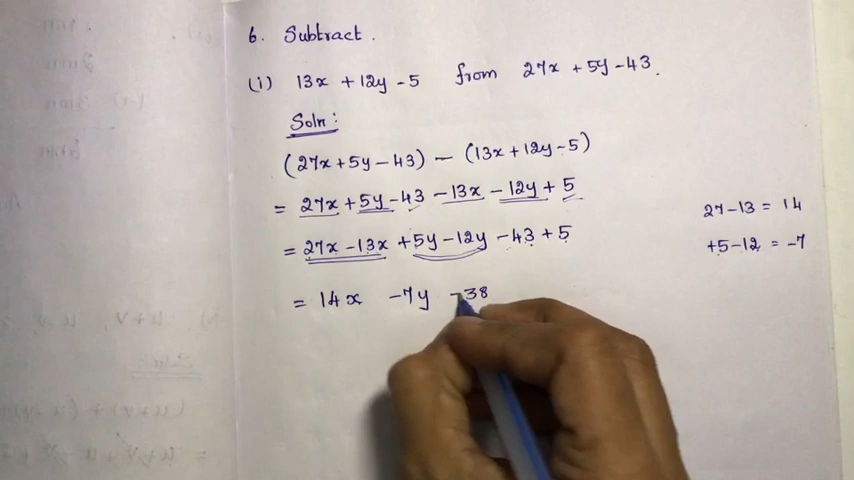 6. Subtract.
(i) 13x + 12y - 5 from 27x + 5y - 43.
Soln:
(27x + 5y - 43) - (13x + 12y - 5)
= 27x + 5y - 43 - 13x - 12y + 5
27 - 13 = 14
= 27x - 13x + 5y - 12y - 43 + 5
+5 - 12 = -7
= 14x - 7y - 38